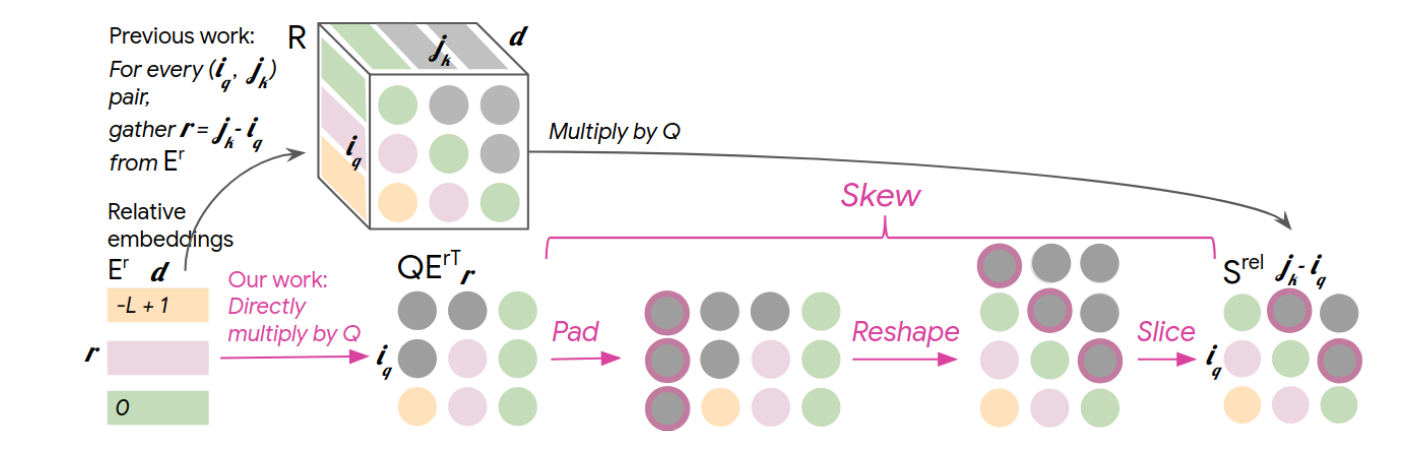 Previous work:
For every (i_q, j_k)
pair,
gather r = j_k - i_q
from E^r
R
j_k
d
i_q
Multiply by Q
Relative
embeddings
E^r d
-L + 1
r
0
Our work:
Directly
multiply by Q
QE^rT r
i_q
Skew
Pad
Reshape
Slice
S^rel j_k - i_q
i_q